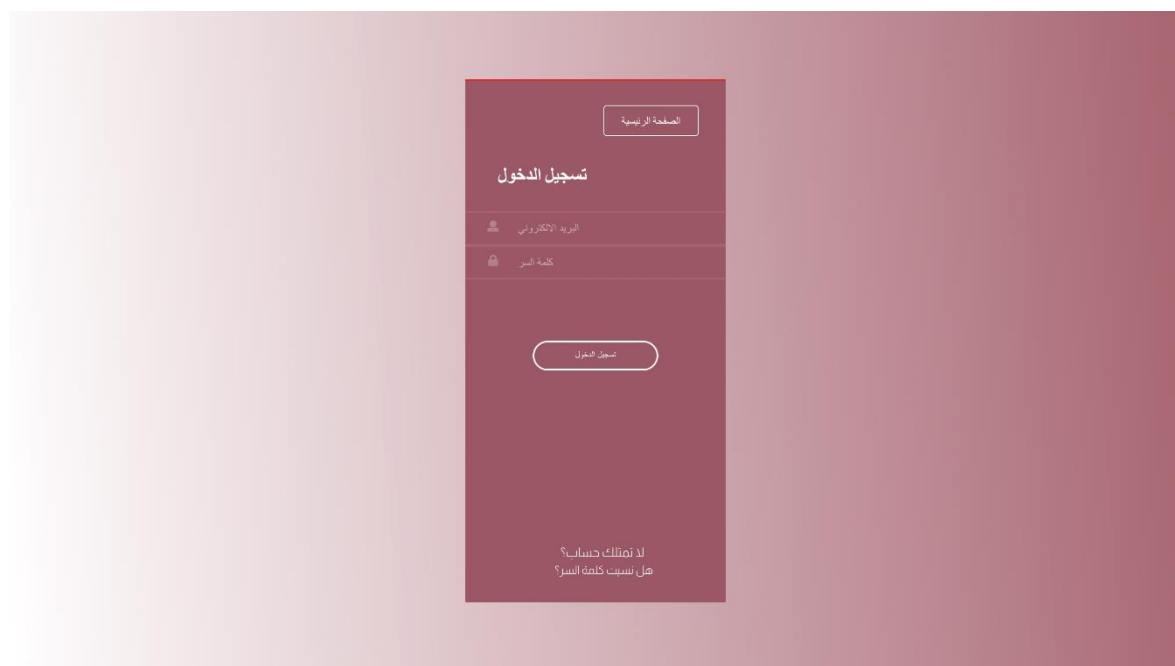 الصفحة الرئيسية
تسجيل الدخول
البريد الالكتروني
كلمة السر
تسجيل الدخول
لا تمتلك حساب؟
هل نسيت كلمة السر؟